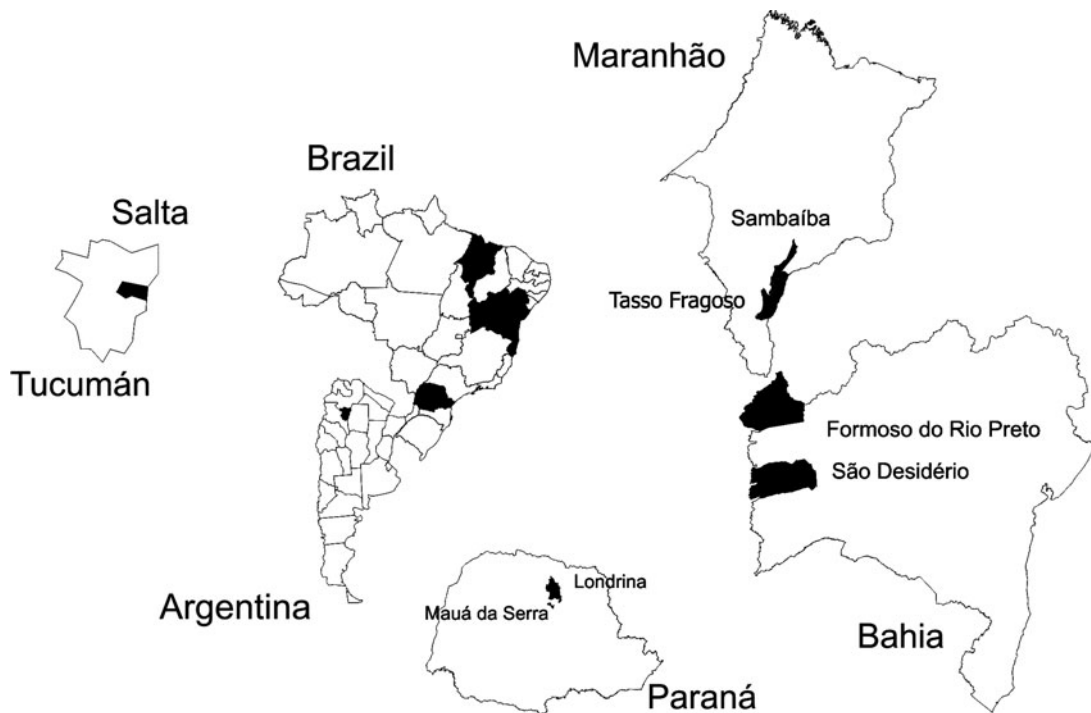 Maranhão
Brazil
Salta
Sambaíba
Tasso Fragoso
Tucumán
Formoso do Rio Preto
São Desidério
Londrina
Argentina
Mauá da Serra
Bahia
Paraná